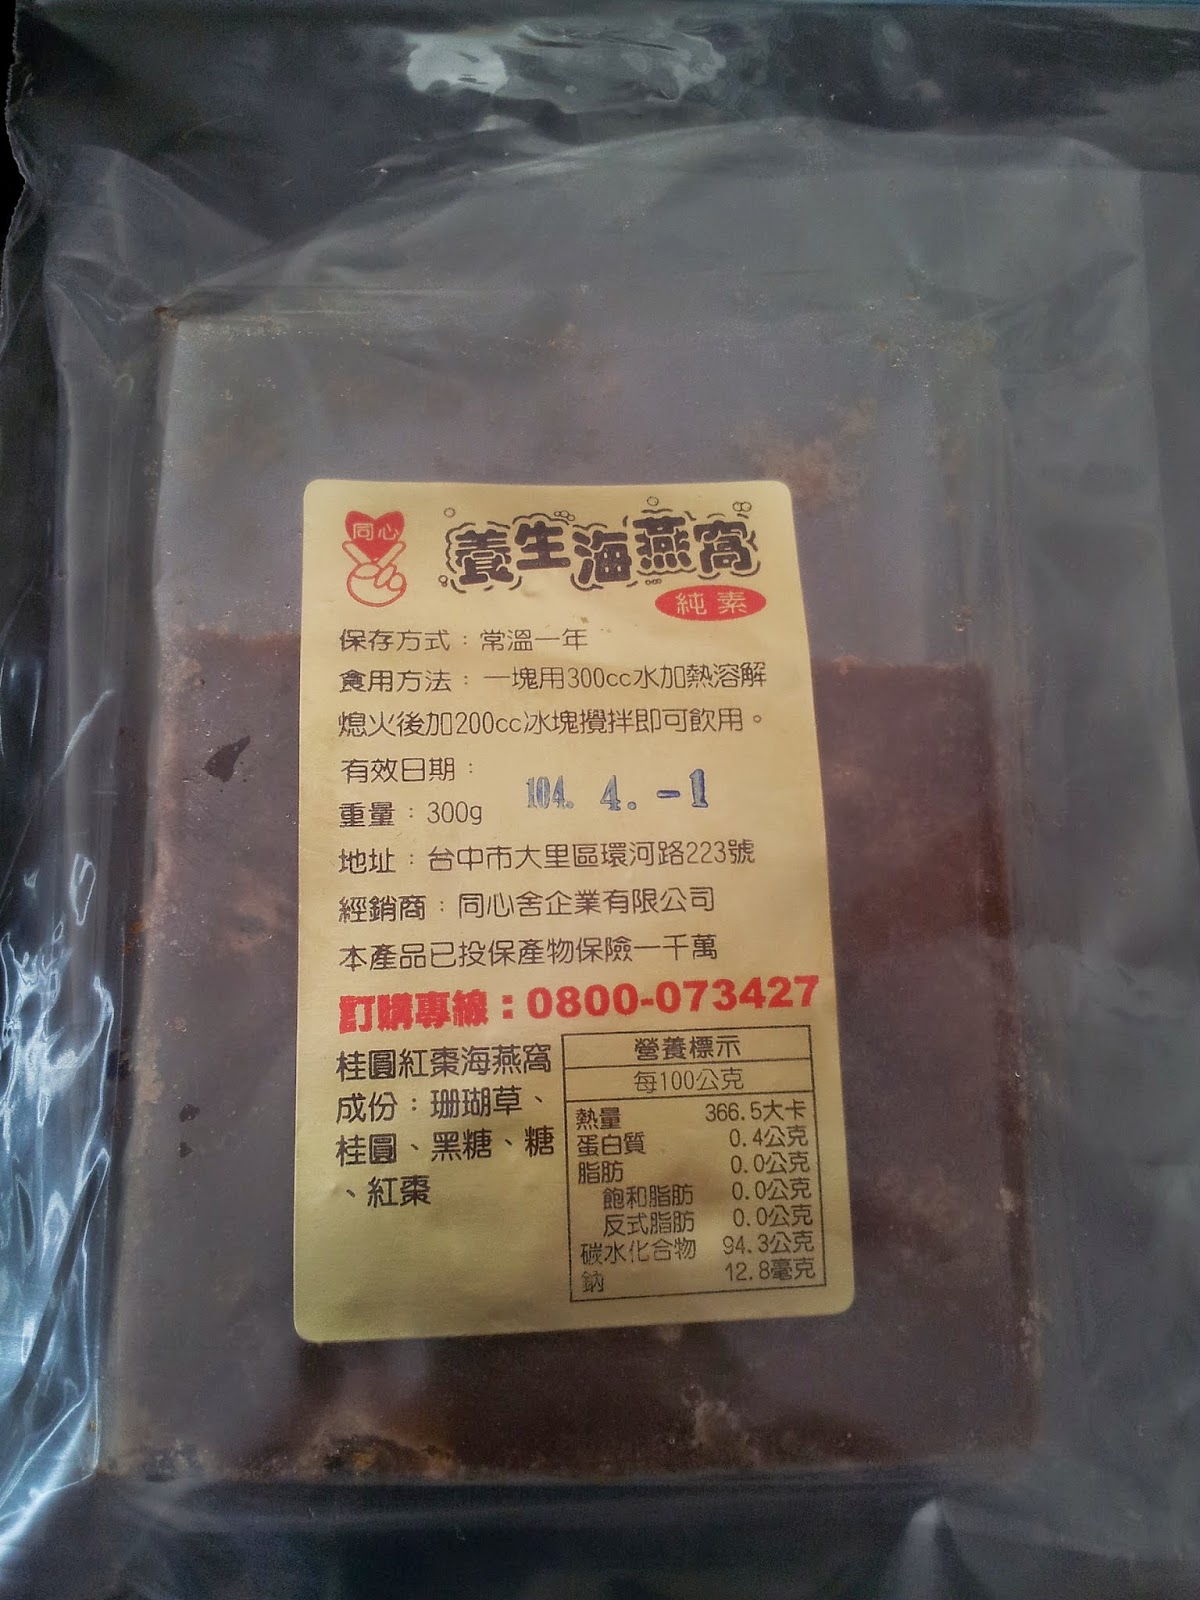 同心
養生海燕窩
純素
保存方式：常溫一年
食用方法：一塊用300cc水加熱溶解
熄火後加200cc冰塊攪拌即可飲用。
有效日期：
104. 4. -1
重量：300g
地址：台中市大里區環河路223號
經銷商：同心舍企業有限公司
本產品已投保產物保險一千萬
訂購專線：0800-073427
桂圓紅棗海燕窩
成份：珊瑚草、
桂圓、黑糖、糖
、紅棗
營養標示
每100公克
熱量 366.5大卡
蛋白質 0.4公克
脂肪 0.0公克
飽和脂肪 0.0公克
反式脂肪 0.0公克
碳水化合物 94.3公克
鈉 12.8毫克